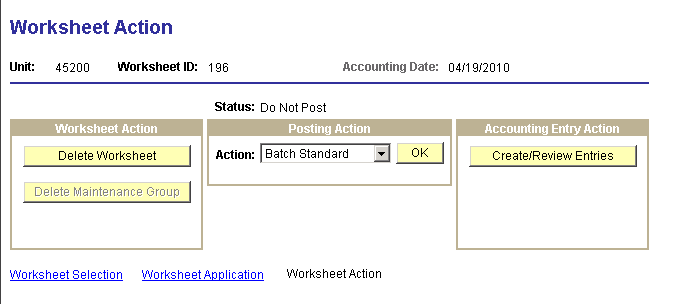 Worksheet Action
Unit: 45200 Worksheet ID: 196 Accounting Date: 04/19/2010
Status: Do Not Post
Worksheet Action Posting Action Accounting Entry Action
Delete Worksheet Action: Batch Standard OK Create/Review Entries
Delete Maintenance Group
Worksheet Selection Worksheet Application Worksheet Action